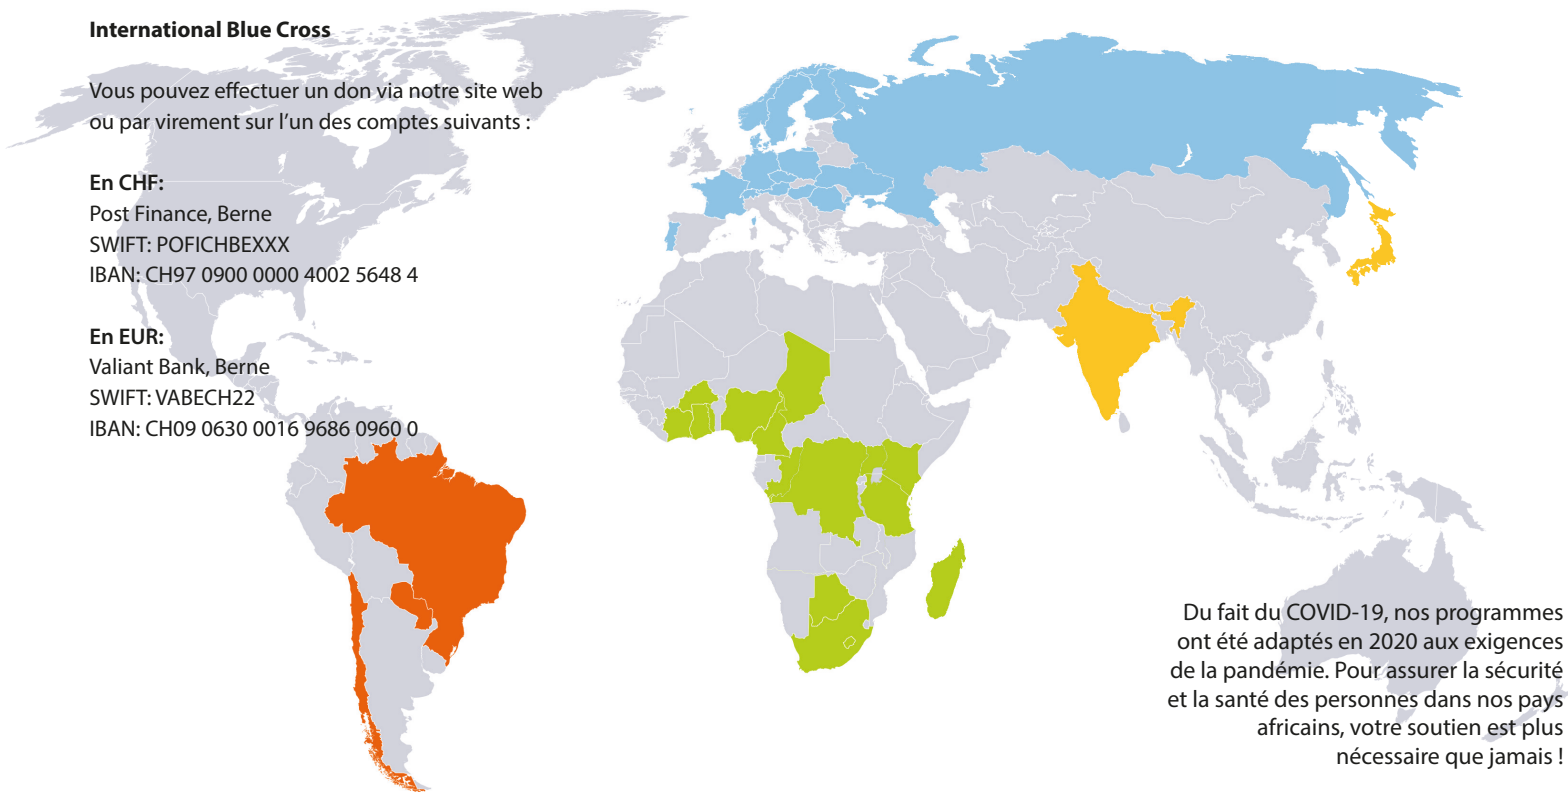 International Blue Cross
Vous pouvez effectuer un don via notre site web
ou par virement sur l’un des comptes suivants :
En CHF:
Post Finance, Berne
SWIFT: POFICHBEXXX
IBAN: CH97 0900 0000 4002 5648 4
En EUR:
Valiant Bank, Berne
SWIFT: VABECH22
IBAN: CH09 0630 0016 9686 0960 0
Du fait du COVID-19, nos programmes
ont été adaptés en 2020 aux exigences
de la pandémie. Pour assurer la sécurité
et la santé des personnes dans nos pays
africains, votre soutien est plus
nécessaire que jamais !